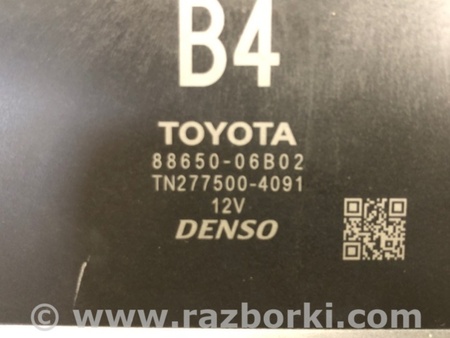 B4
TOYOTA
88650-06B02
TN277500-4091
12V
DENSO
© www.razborki.com